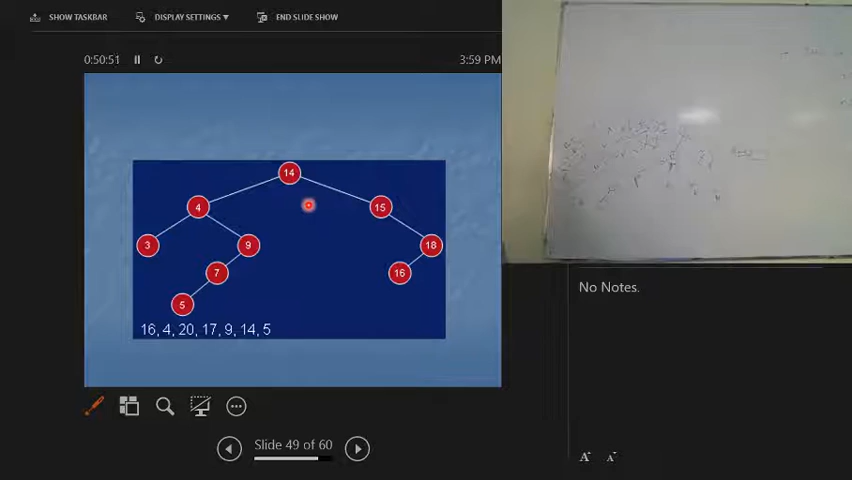 SHOW TASKBAR DISPLAY SETTINGS ▾ END SLIDE SHOW
0:50:51 3:59 PM
14
4 15
3 9 18
7 16
5
16, 4, 20, 17, 9, 14, 5
No Notes.
Slide 49 of 60
A A